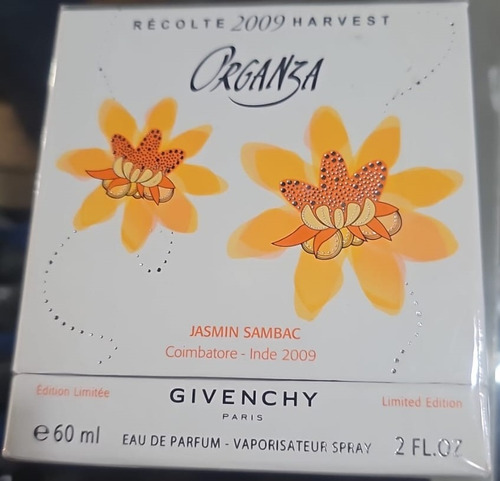 RÉCOLTE 2009 HARVEST
ORGANZA
JASMIN SAMBAC
Coimbatore - Inde 2009
Édition Limitée
GIVENCHY
Limited Edition
PARIS
℮60 ml
EAU DE PARFUM - VAPORISATEUR SPRAY
2 FL.OZ